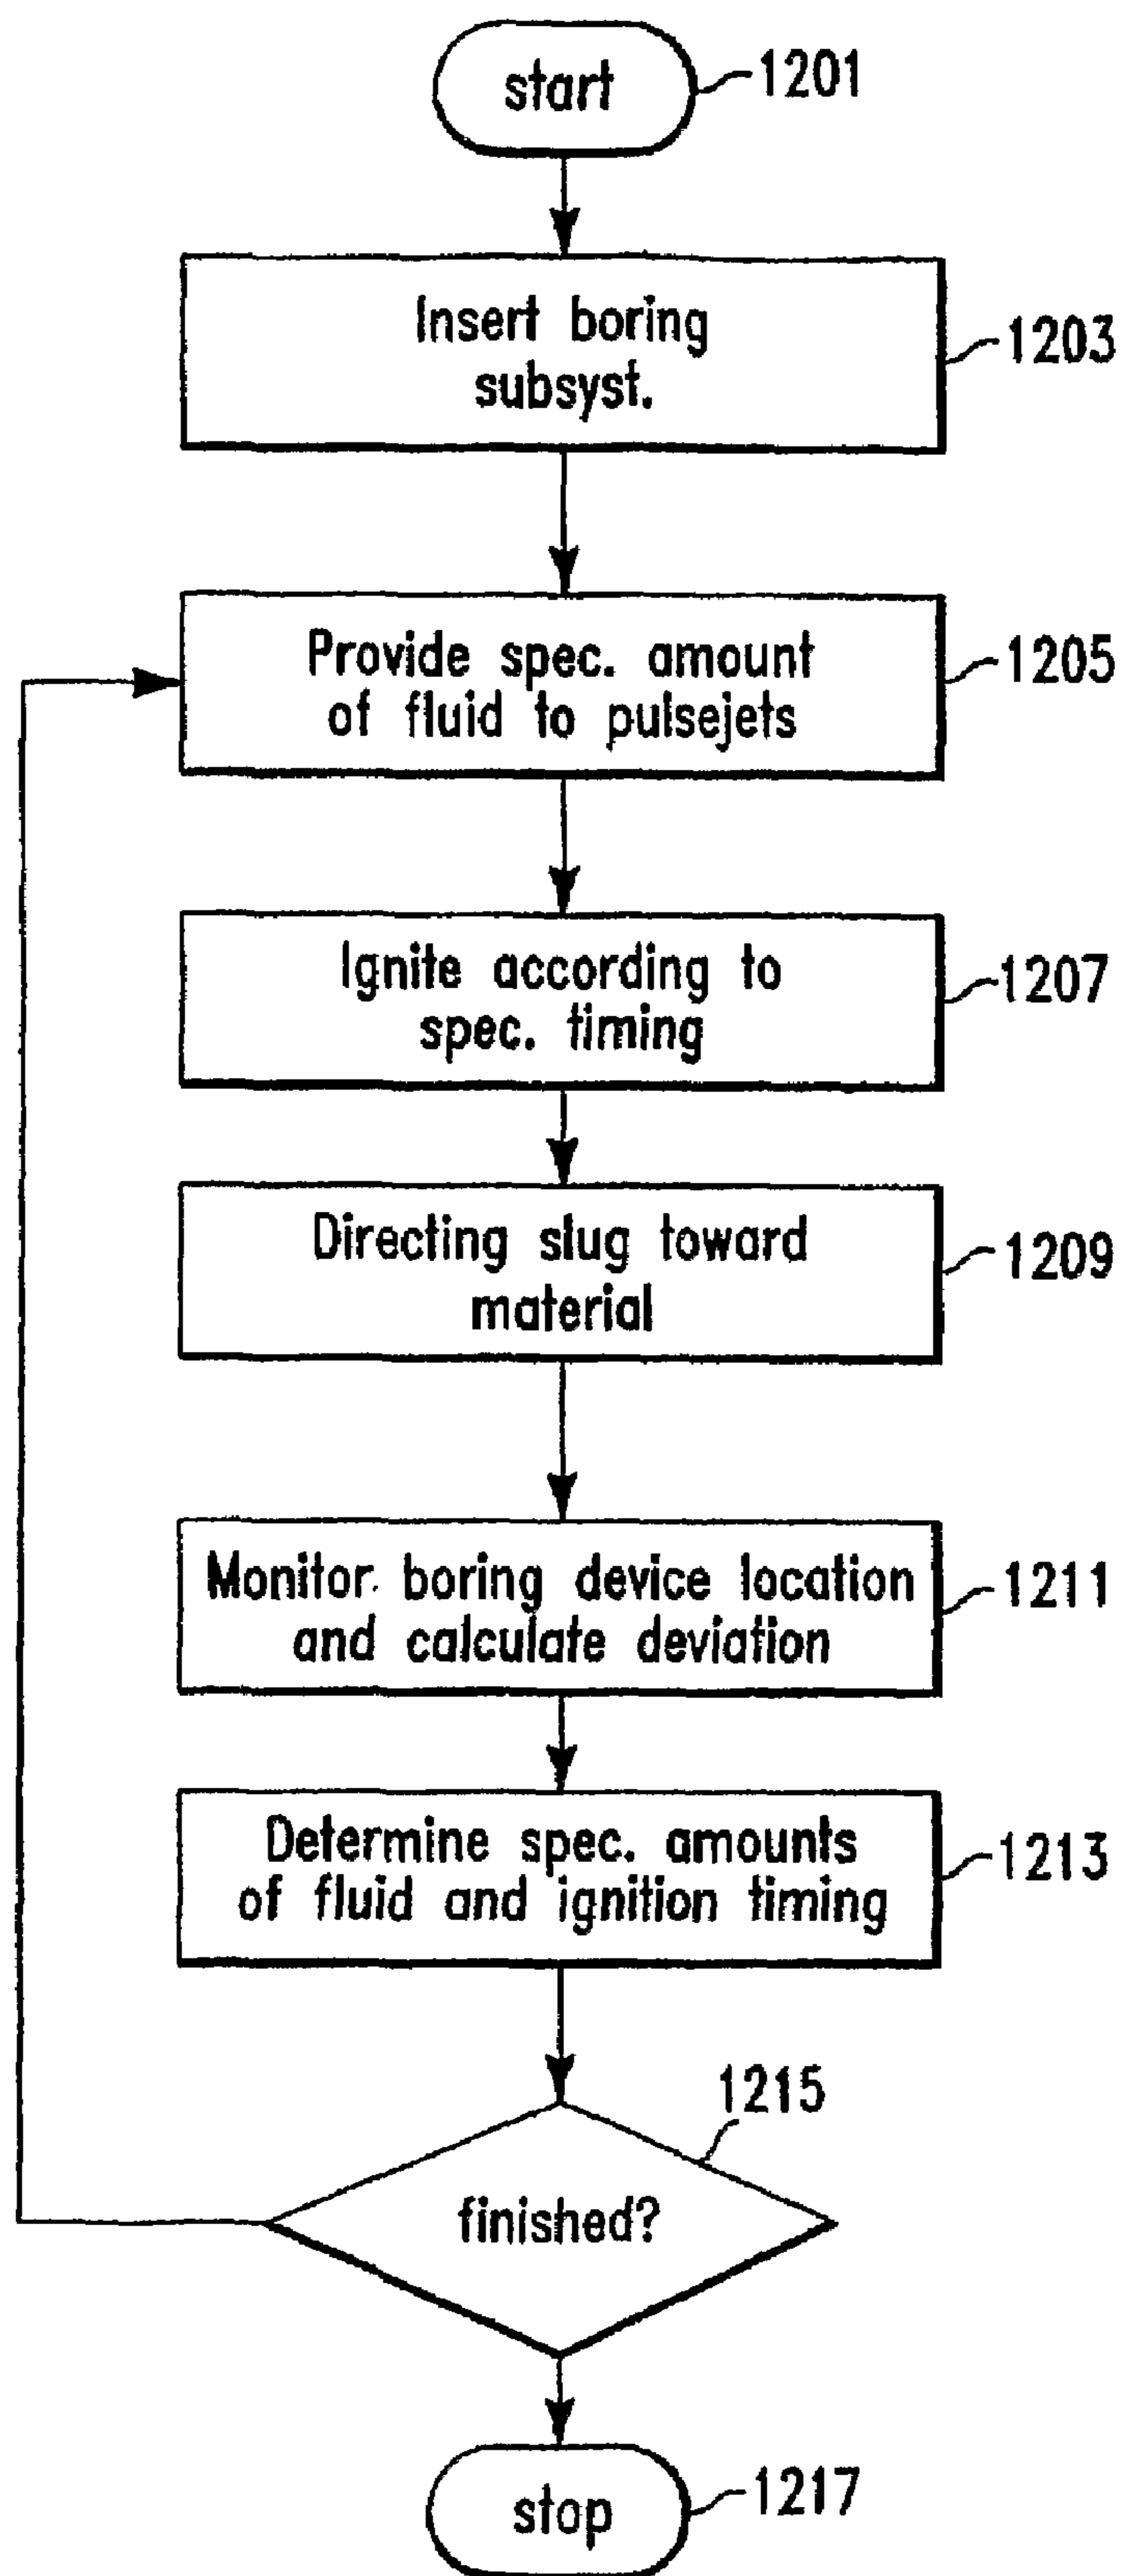 start
1201
Insert boring
subsyst.
1203
Provide spec. amount
of fluid to pulsejets
1205
Ignite according to
spec. timing
1207
Directing slug toward
material
1209
Monitor boring device location
and calculate deviation
1211
Determine spec. amounts
of fluid and ignition timing
1213
1215
finished?
stop
1217